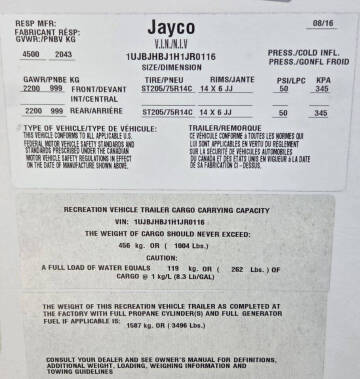 RESP MFR:
FABRICANT RESP:
Jayco
08/16
GVWR:/PNBV KG
V.I.N./N.I.V
4500 2043
1UJBJHBJ1H1JR0116
PRESS./COLD INFL.
PRESS./GONFL FROID
SIZE/DIMENSION
GAWR/PNBE KG TIRE/PNEU RIMS/JANTE PSI/LPC KPA
2200 999 FRONT/DEVANT ST205/75R14C 14 X 6 JJ 50 345
INT/CENTRAL
2200 999 REAR/ARRIÈRE ST205/75R14C 14 X 6 JJ 50 345
TYPE OF VEHICLE/TYPE DE VÉHICULE: TRAILER/REMORQUE
THIS VEHICLE CONFORMS TO ALL APPLICABLE U.S.
FEDERAL MOTOR VEHICLE SAFETY STANDARDS AND
STANDARDS PRESCRIBED UNDER THE CANADIAN
MOTOR VEHICLE SAFETY REGULATIONS IN EFFECT
ON THE DATE OF MANUFACTURE SHOWN ABOVE.
CE VÉHICULE CONFORME À TOUTES LES NORMES QUI
LUI SONT APPLICABLES EN VERTU DU RÈGLEMENT
SUR LA SÉCURITÉ DE VÉHICULES AUTOMOBILES
DU CANADA ET DES ÉTATS UNIS EN VIGUEUR À LA DATE
DE SA FABRICATION CI-DESSUS.
RECREATION VEHICLE TRAILER CARGO CARRYING CAPACITY
VIN: 1UJBJHBJ1H1JR0116
THE WEIGHT OF CARGO SHOULD NEVER EXCEED:
456 kg. OR ( 1004 Lbs.)
CAUTION:
A FULL LOAD OF WATER EQUALS 119 kg. OR ( 262 Lbs. ) OF
CARGO @ 1 kg/L (8.3 Lb/GAL)
THE WEIGHT OF THIS RECREATION VEHICLE TRAILER AS COMPLETED AT
THE FACTORY WITH FULL PROPANE CYLINDER(S) AND FULL GENERATOR
FUEL IF APPLICABLE IS:
1587 kg. OR ( 3496 Lbs.)
CONSULT YOUR DEALER AND SEE OWNER'S MANUAL FOR DEFINITIONS,
ADDITIONAL WEIGHT, LOADING, WEIGHING INFORMATION AND
TOWING GUIDELINES